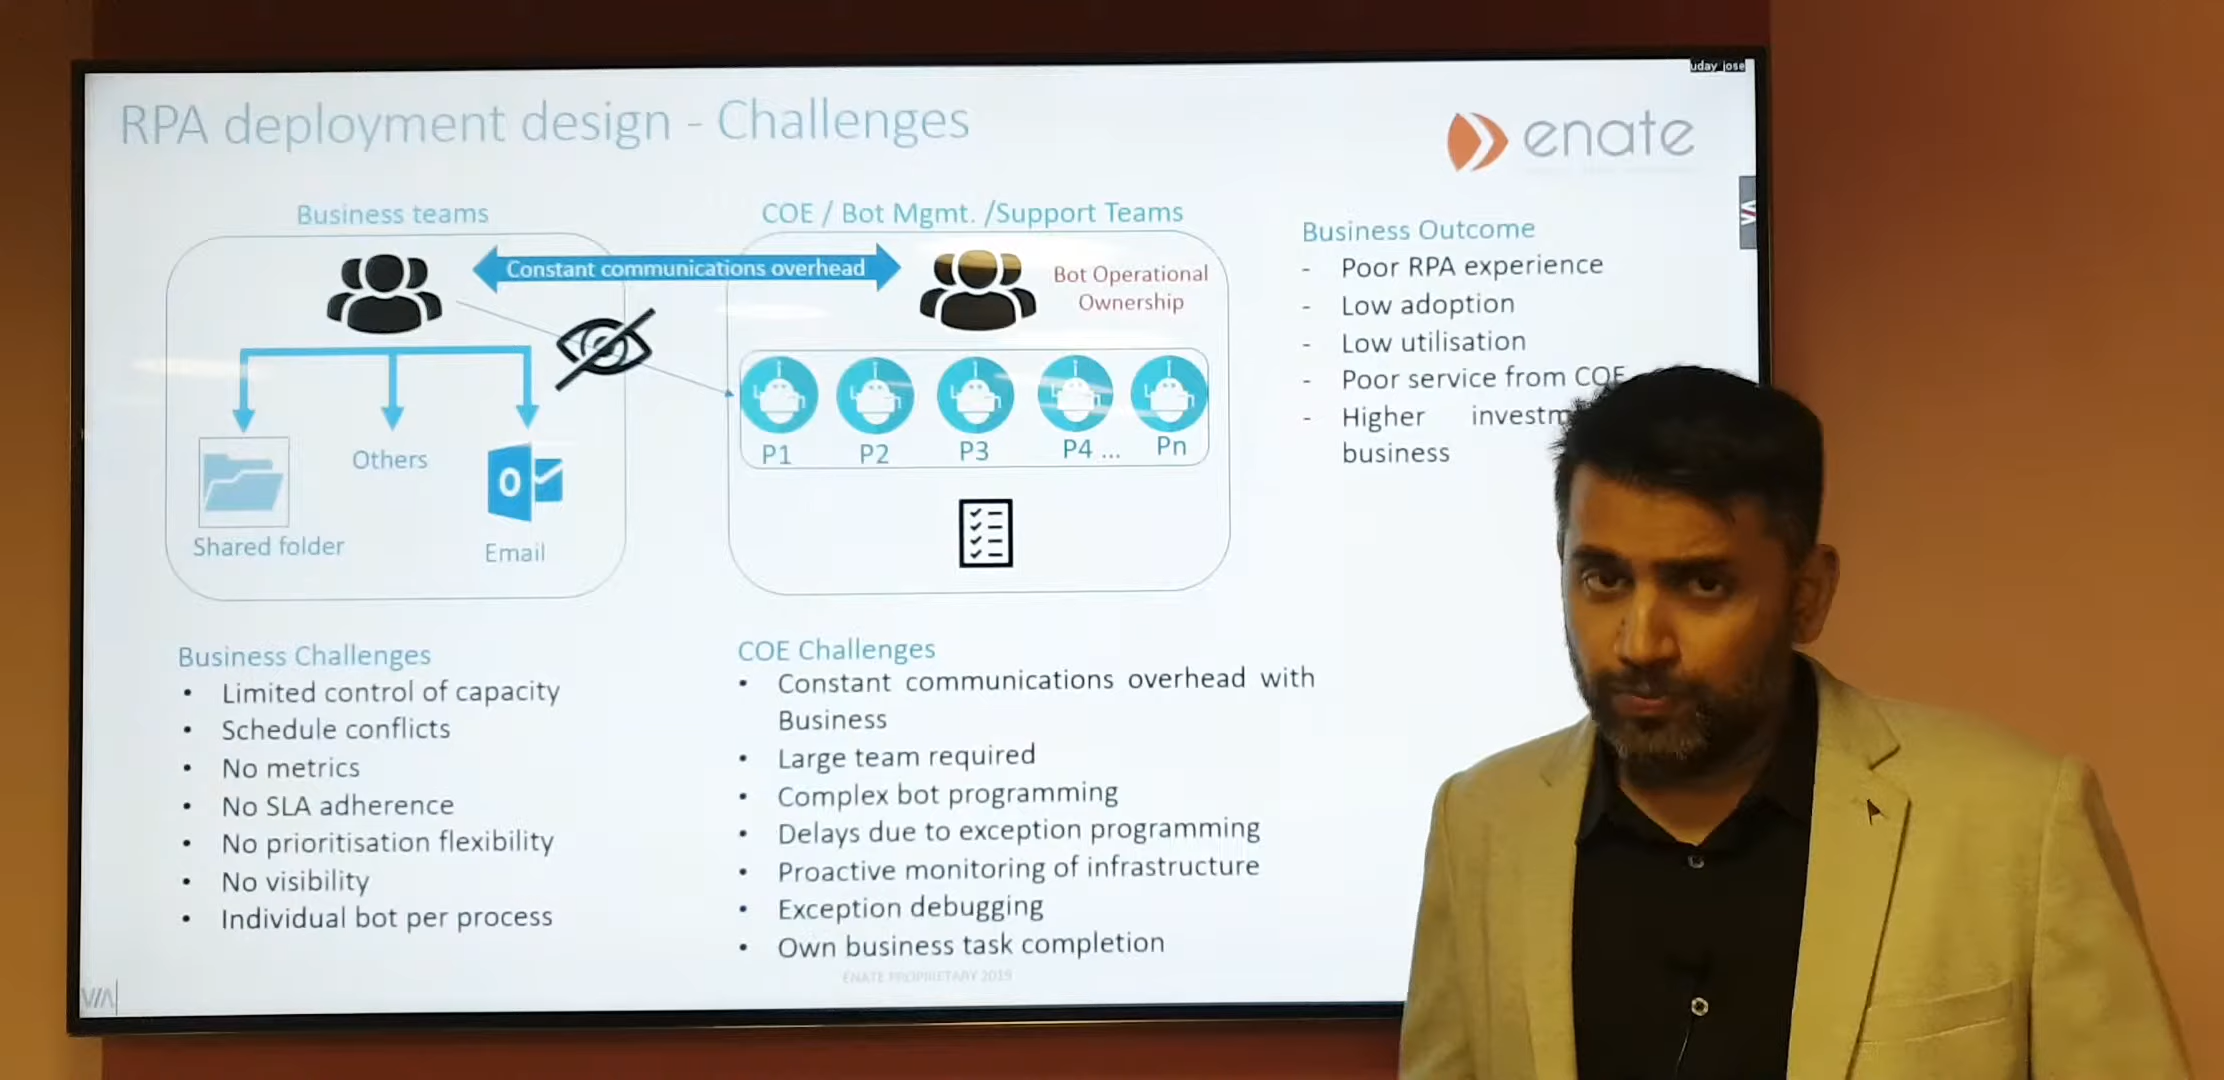 uday jose
RPA deployment design - Challenges
enate
Business teams
COE / Bot Mgmt. /Support Teams
Constant communications overhead
Bot Operational
Ownership
P1 P2 P3 P4 ... Pn
Shared folder
Others
O
Email
Business Outcome
- Poor RPA experience
- Low adoption
- Low utilisation
- Poor service from COE
- Higher
business
Business Challenges
• Limited control of capacity
• Schedule conflicts
• No metrics
• No SLA adherence
• No prioritisation flexibility
• No visibility
• Individual bot per process
COE Challenges
• Constant communications overhead with
Business
• Large team required
• Complex bot programming
• Delays due to exception programming
• Proactive monitoring of infrastructure
• Exception debugging
• Own business task completion
ENATE PROPRIETARY 2019
VIA